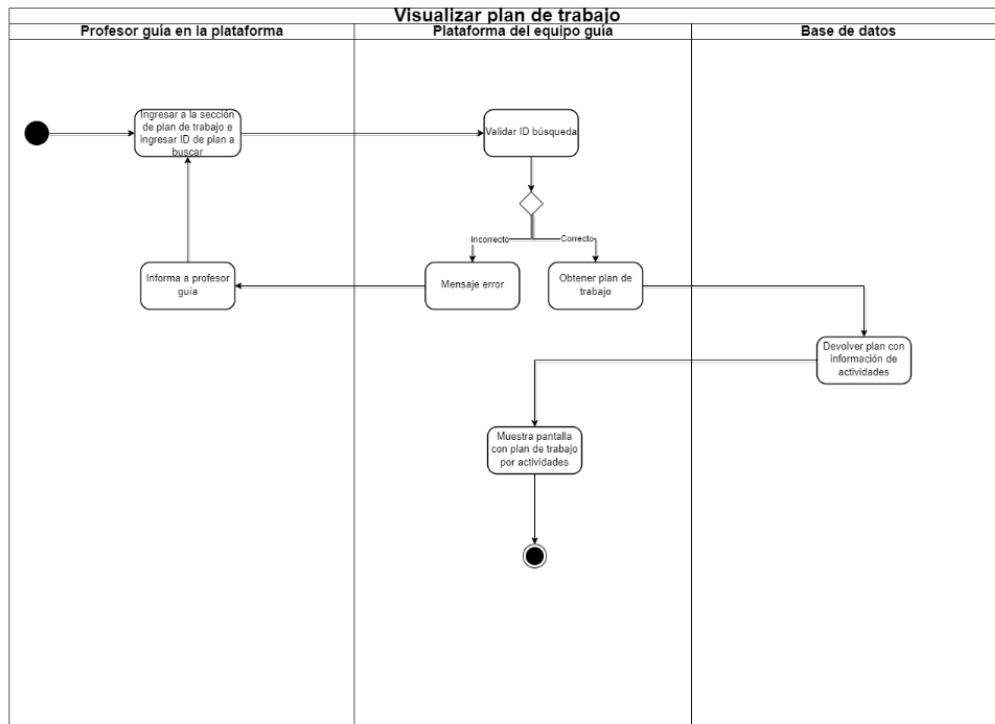 Visualizar plan de trabajo
Profesor guía en la plataforma
Plataforma del equipo guía
Base de datos
Ingresar a la sección
de plan de trabajo e
ingresar ID de plan a
buscar
Validar ID búsqueda
Incorrecto
Correcto
Informa a profesor
guía
Mensaje error
Obtener plan de
trabajo
Devolver plan con
información de
actividades
Muestra pantalla
con plan de trabajo
por actividades